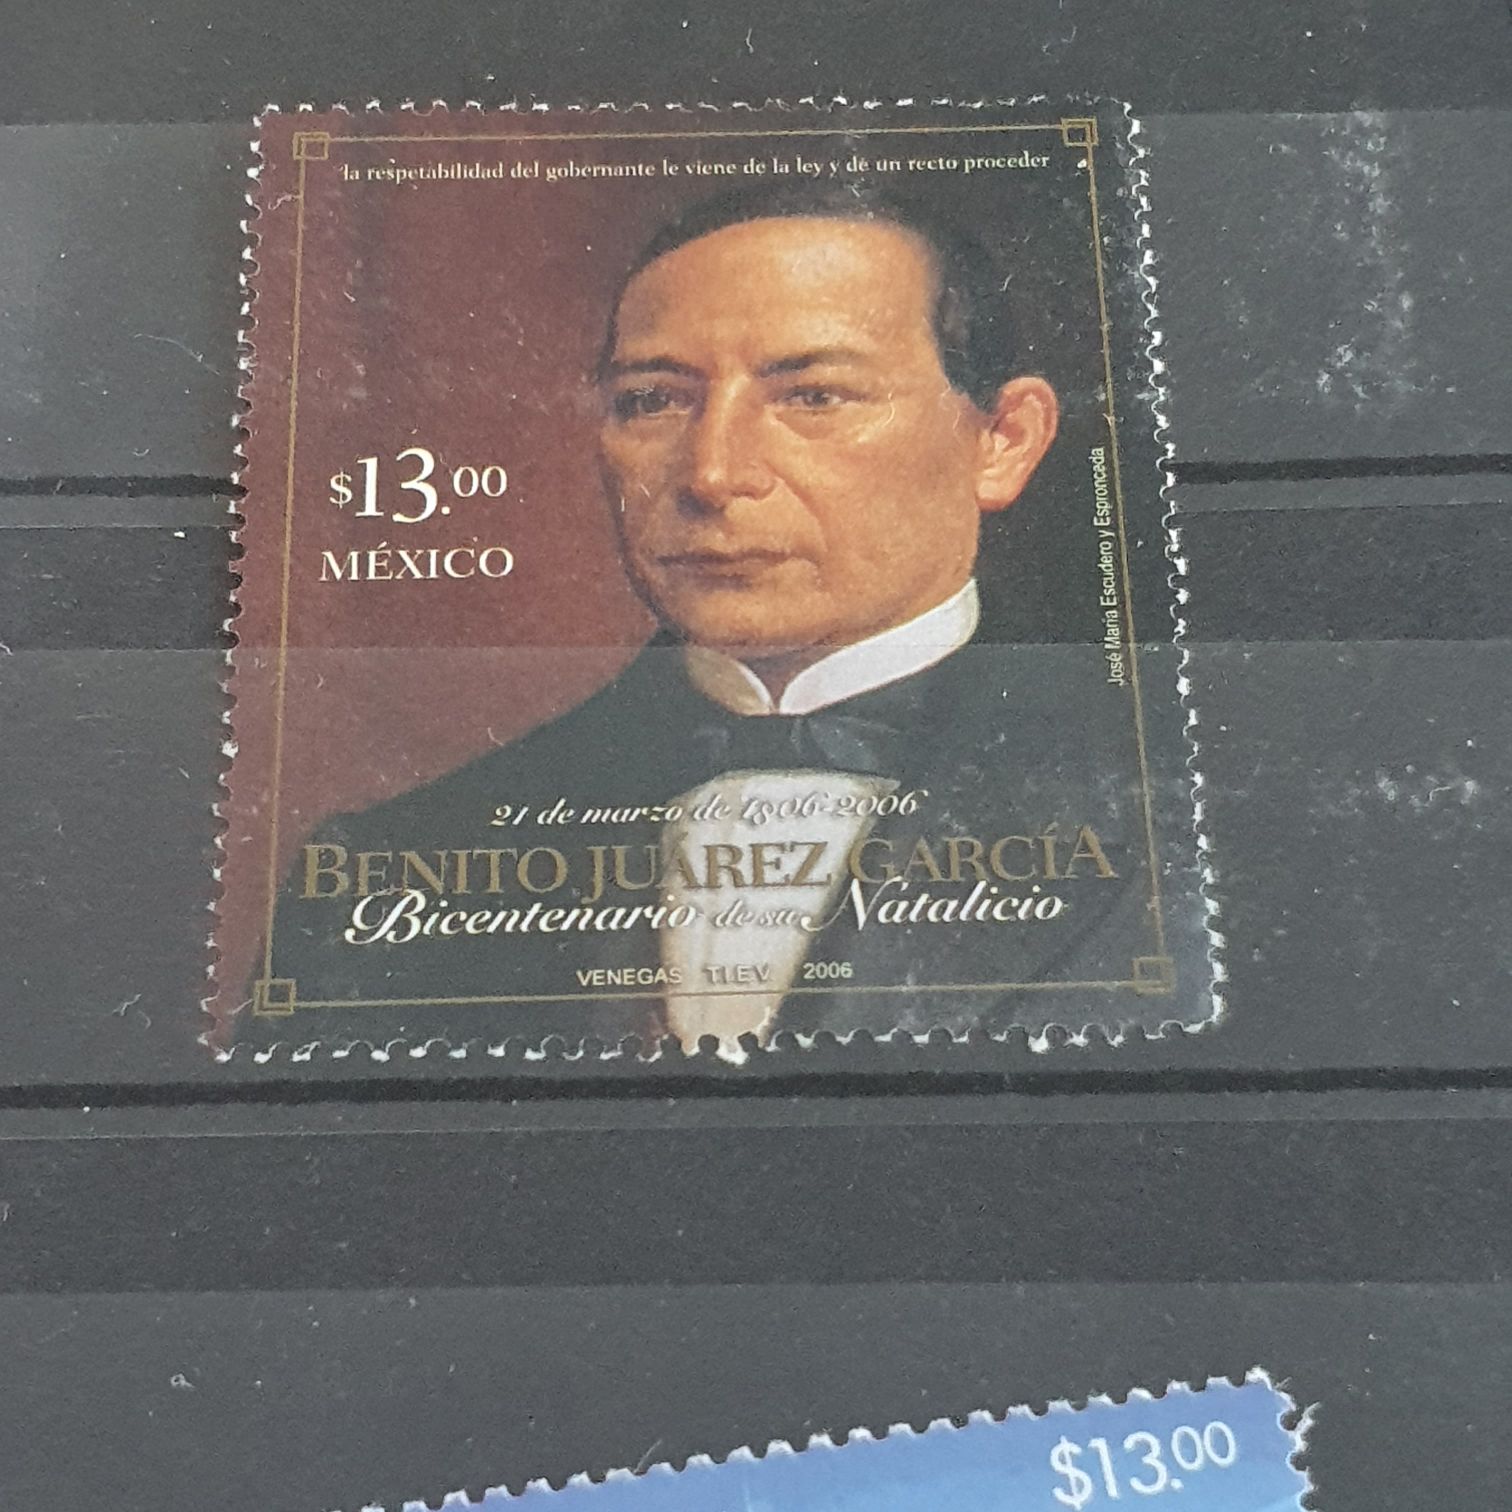 la respetabilidad del gobernante le viene de la ley y de un recto proceder
$13.00
MÉXICO
José María Escudero y Espronceda
21 de marzo de 1806-2006
BENITO JUÁREZ GARCÍA
Bicentenario de su Natalicio
VENEGAS T.I.E.V. 2006
$13.00